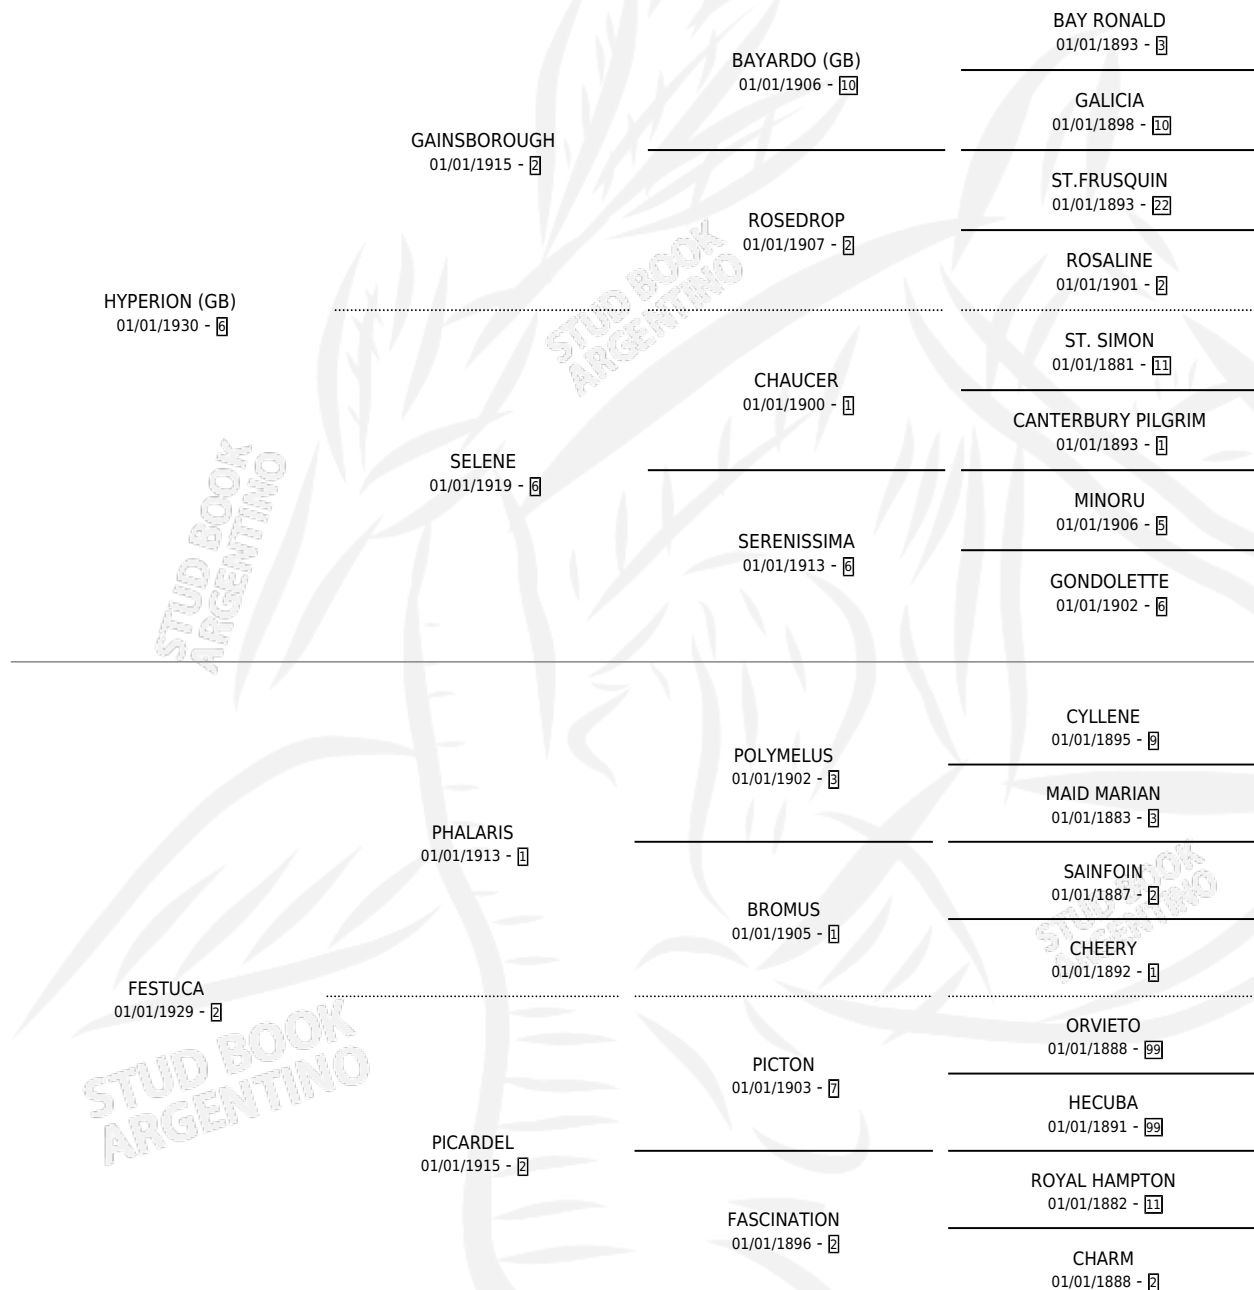 BAY RONALD
01/01/1893 - 3
BAYARDO (GB)
01/01/1906 - 10
GALICIA
01/01/1898 - 10
GAINSBOROUGH
01/01/1915 - 2
ST.FRUSQUIN
01/01/1893 - 22
ROSEDROP
01/01/1907 - 2
ROSALINE
01/01/1901 - 2
HYPERION (GB)
01/01/1930 - 6
ST. SIMON
01/01/1881 - 11
CHAUCER
01/01/1900 - 1
CANTERBURY PILGRIM
01/01/1893 - 1
SELENE
01/01/1919 - 6
MINORU
01/01/1906 - 5
SERENISSIMA
01/01/1913 - 6
GONDOLETTE
01/01/1902 - 6
CYLLENE
01/01/1895 - 9
POLYMELUS
01/01/1902 - 3
MAID MARIAN
01/01/1883 - 3
PHALARIS
01/01/1913 - 1
SAINFOIN
01/01/1887 - 2
BROMUS
01/01/1905 - 1
CHEERY
01/01/1892 - 1
FESTUCA
01/01/1929 - 2
ORVIETO
01/01/1888 - 99
PICTON
01/01/1903 - 7
HECUBA
01/01/1891 - 99
PICARDEL
01/01/1915 - 2
ROYAL HAMPTON
01/01/1882 - 11
FASCINATION
01/01/1896 - 2
CHARM
01/01/1888 - 2
STUD BOOK
ARGENTINO
STUD BOOK
ARGENTINO
STUD BOOK
ARGENTINO
STUD BOOK
ARGENTINO